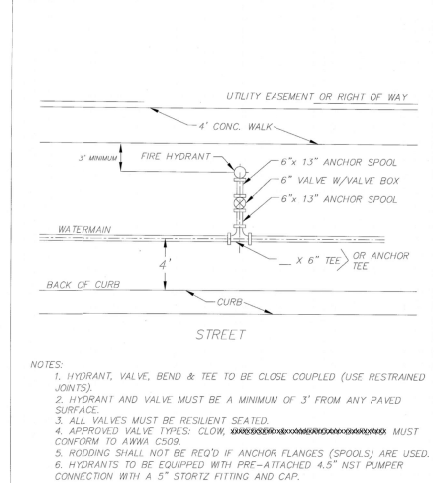 UTILITY EASEMENT OR RIGHT OF WAY
4' CONC. WALK
3' MINIMUM
FIRE HYDRANT
6"x 13" ANCHOR SPOOL
6" VALVE W/VALVE BOX
6"x 13" ANCHOR SPOOL
WATERMAIN
4'
__ X 6" TEE> OR ANCHOR
TEE
BACK OF CURB
CURB
STREET
NOTES:
1. HYDRANT, VALVE, BEND & TEE TO BE CLOSE COUPLED (USE RESTRAINED
JOINTS).
2. HYDRANT AND VALVE MUST BE A MINIMUM OF 3' FROM ANY PAVED
SURFACE.
3. ALL VALVES MUST BE RESILIENT SEATED.
4. APPROVED VALVE TYPES: CLOW, MUST
CONFORM TO AWWA C509.
5. RODDING SHALL NOT BE REQ'D IF ANCHOR FLANGES (SPOOLS) ARE USED.
6. HYDRANTS TO BE EQUIPPED WITH PRE-ATTACHED 4.5" NST PUMPER
CONNECTION WITH A 5" STORTZ FITTING AND CAP.